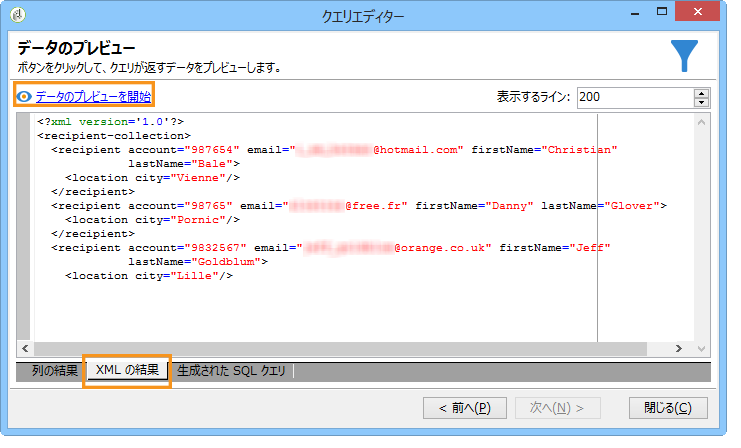 クエリエディター
データのプレビュー
ボタンをクリックして、クエリが返すデータをプレビューします。
データのプレビューを開始 表示するライン: 200
<?xml version='1.0'?>
<recipient-collection>
<recipient account="987654" email="@hotmail.com" firstName="Christian"
lastName="Bale">
<location city="Vienne"/>
</recipient>
<recipient account="98765" email="@free.fr" firstName="Danny" lastName="Glover">
<location city="Pornic"/>
</recipient>
<recipient account="9832567" email="@orange.co.uk" firstName="Jeff"
lastName="Goldblum">
<location city="Lille"/>
列の結果 XML の結果 生成された SQL クエリ
< 前へ(P) 次へ(N) > 閉じる(C)